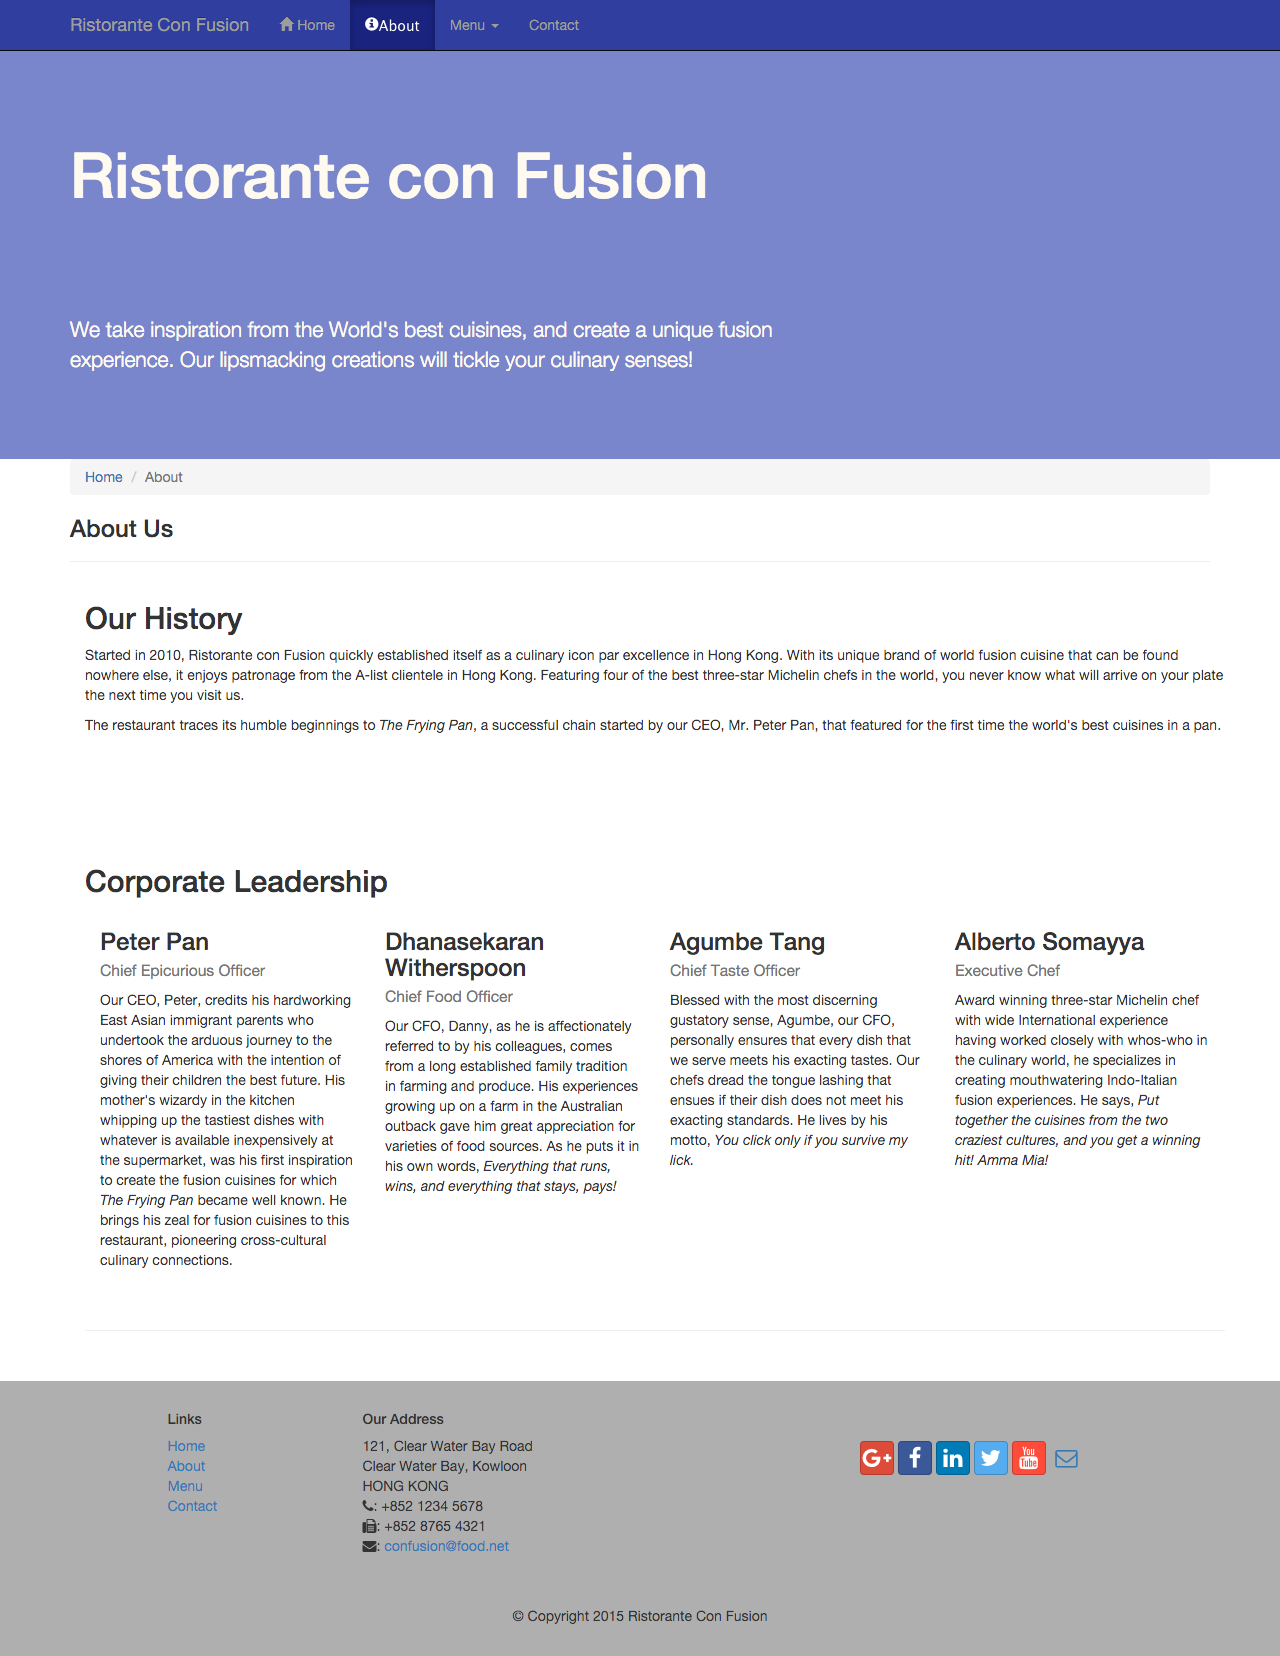 Ristorante Con Fusion Home About Menu Contact
Ristorante con Fusion
We take inspiration from the World's best cuisines, and create a unique fusion
experience. Our lipsmacking creations will tickle your culinary senses!
Home / About
About Us
Our History
Started in 2010, Ristorante con Fusion quickly established itself as a culinary icon par excellence in Hong Kong. With its unique brand of world fusion cuisine that can be found
nowhere else, it enjoys patronage from the A-list clientele in Hong Kong. Featuring four of the best three-star Michelin chefs in the world, you never know what will arrive on your plate
the next time you visit us.
The restaurant traces its humble beginnings to The Frying Pan, a successful chain started by our CEO, Mr. Peter Pan, that featured for the first time the world's best cuisines in a pan.
Corporate Leadership
Peter Pan
Chief Epicurious Officer
Our CEO, Peter, credits his hardworking
East Asian immigrant parents who
undertook the arduous journey to the
shores of America with the intention of
giving their children the best future. His
mother's wizardy in the kitchen
whipping up the tastiest dishes with
whatever is available inexpensively at
the supermarket, was his first inspiration
to create the fusion cuisines for which
The Frying Pan became well known. He
brings his zeal for fusion cuisines to this
restaurant, pioneering cross-cultural
culinary connections.
Dhanasekaran
Witherspoon
Chief Food Officer
Our CFO, Danny, as he is affectionately
referred to by his colleagues, comes
from a long established family tradition
in farming and produce. His experiences
growing up on a farm in the Australian
outback gave him great appreciation for
varieties of food sources. As he puts it in
his own words, Everything that runs,
wins, and everything that stays, pays!
Agumbe Tang
Chief Taste Officer
Blessed with the most discerning
gustatory sense, Agumbe, our CFO,
personally ensures that every dish that
we serve meets his exacting tastes. Our
chefs dread the tongue lashing that
ensues if their dish does not meet his
exacting standards. He lives by his
motto, You click only if you survive my
lick.
Alberto Somayya
Executive Chef
Award winning three-star Michelin chef
with wide International experience
having worked closely with whos-who in
the culinary world, he specializes in
creating mouthwatering Indo-Italian
fusion experiences. He says, Put
together the cuisines from the two
craziest cultures, and you get a winning
hit! Amma Mia!
Links
Home
About
Menu
Contact
Our Address
121, Clear Water Bay Road
Clear Water Bay, Kowloon
HONG KONG
: +852 1234 5678
: +852 8765 4321
: confusion@food.net
G+ f in You Tube
© Copyright 2015 Ristorante Con Fusion